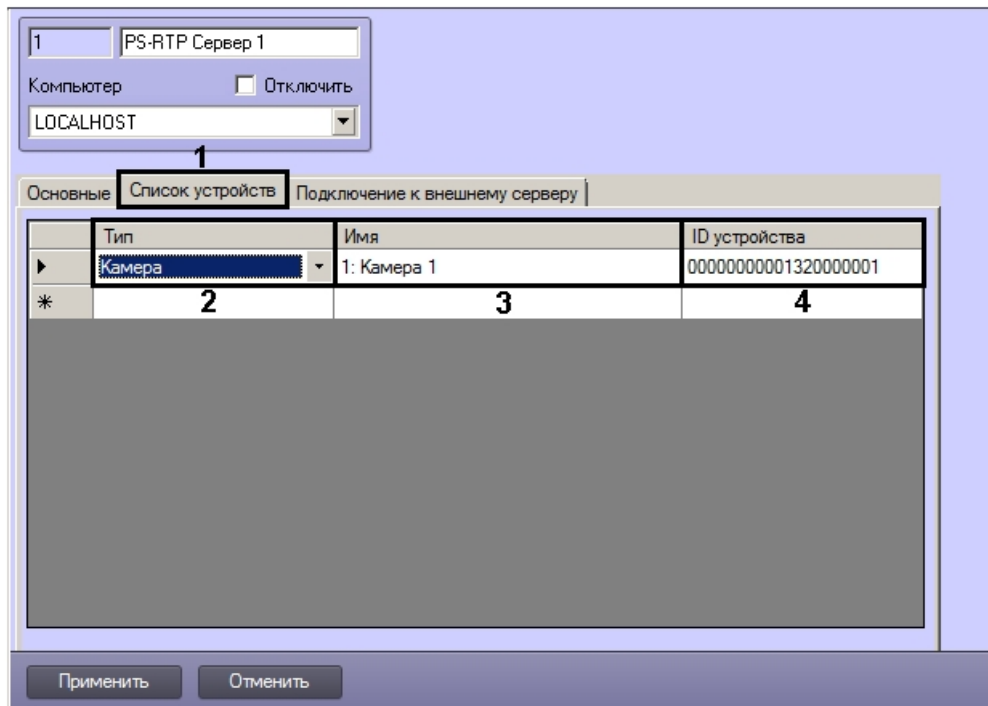 1 PS-RTP Сервер 1
Компьютер Отключить
LOCALHOST
1
Основные Список устройств Подключение к внешнему серверу
Тип Имя ID устройства
Камера 1: Камера 1 00000000001320000001
2 3 4
Применить Отменить